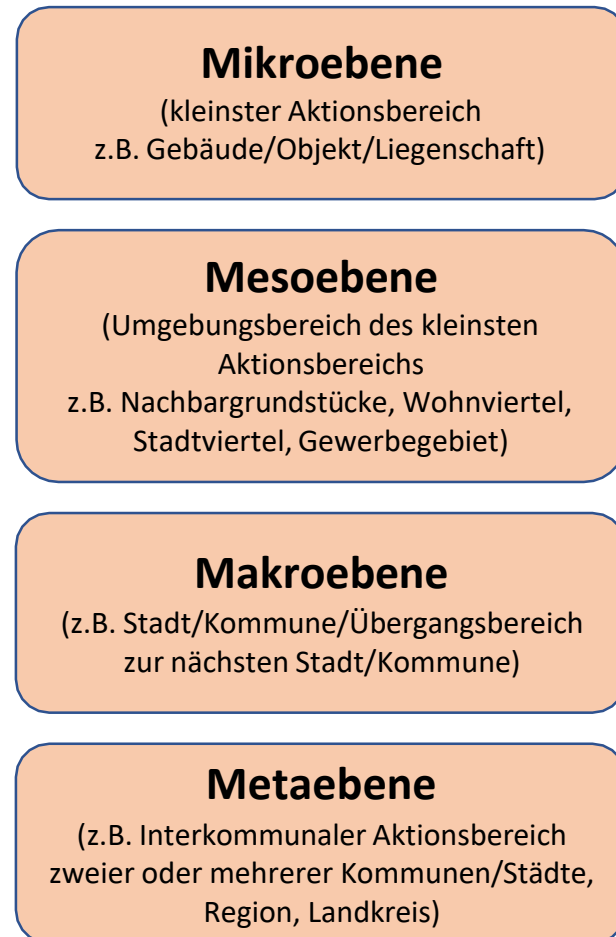 Mikroebene
(kleinster Aktionsbereich
z.B. Gebäude/Objekt/Liegenschaft)
Mesoebene
(Umgebungsbereich des kleinsten
Aktionsbereichs
z.B. Nachbargrundstücke, Wohnviertel,
Stadtviertel, Gewerbegebiet)
Makroebene
(z.B. Stadt/Kommune/Übergangsbereich
zur nächsten Stadt/Kommune)
Metaebene
(z.B. Interkommunaler Aktionsbereich
zweier oder mehrerer Kommunen/Städte,
Region, Landkreis)